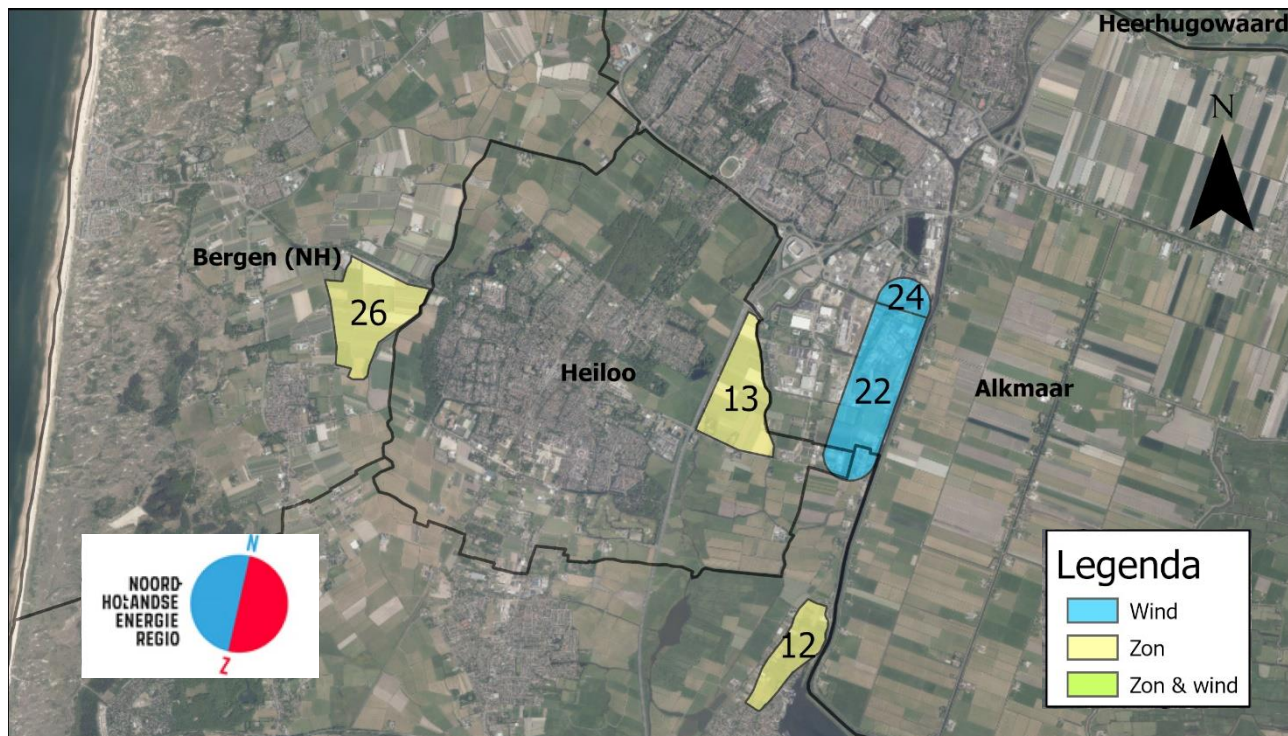 Heerhugowaard
N
Bergen (NH)
26
24
Heiloo
13
22
Alkmaar
12
N
NOORD-
HOLLANDSE
ENERGIE
REGIO
Z
Legenda
Wind
Zon
Zon & wind